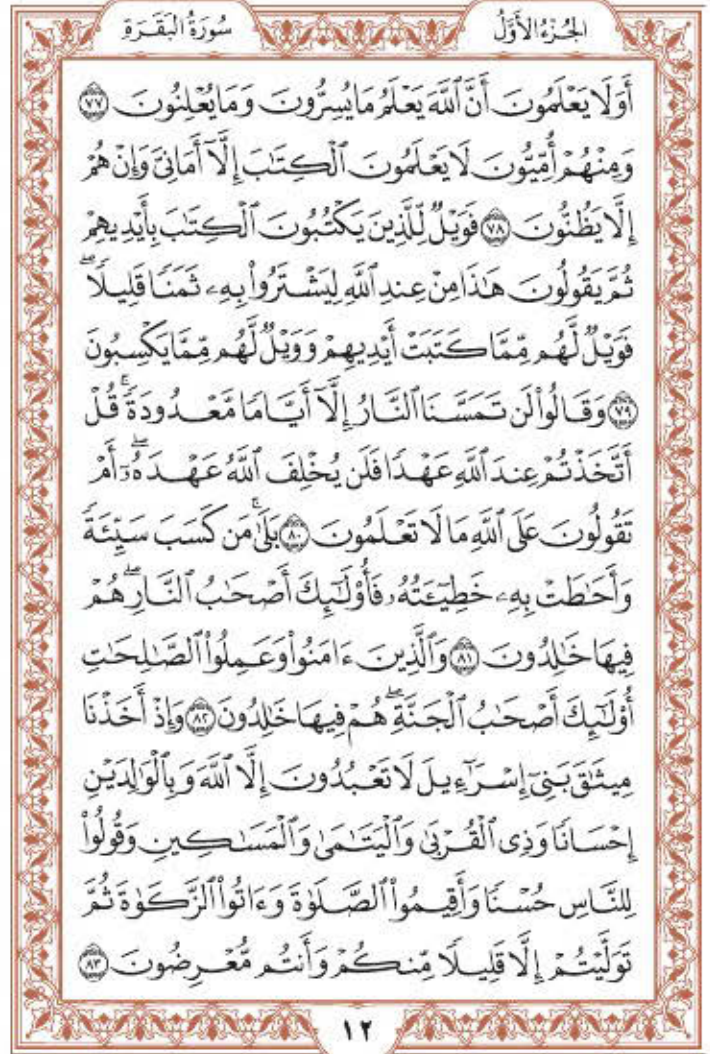 الجُزْءُ الأَوَّلُ
سُورَةُ البَقَرَةِ
أَوَلَا يَعْلَمُونَ أَنَّ ٱللَّهَ يَعْلَمُ مَا يُسِرُّونَ وَمَا يُعْلِنُونَ ٧٧
وَمِنْهُمْ أُمِّيُّونَ لَا يَعْلَمُونَ ٱلْكِتَٰبَ إِلَّآ أَمَانِىَّ وَإِنْ هُمْ
إِلَّا يَظُنُّونَ ٧٨ فَوَيْلٌ لِّلَّذِينَ يَكْتُبُونَ ٱلْكِتَٰبَ بِأَيْدِيهِمْ
ثُمَّ يَقُولُونَ هَٰذَا مِنْ عِندِ ٱللَّهِ لِيَشْتَرُوا۟ بِهِۦ ثَمَنًا قَلِيلًا ۖ
فَوَيْلٌ لَّهُم مِّمَّا كَتَبَتْ أَيْدِيهِمْ وَوَيْلٌ لَّهُم مِّمَّا يَكْسِبُونَ
٧٩ وَقَالُوا۟ لَن تَمَسَّنَا ٱلنَّارُ إِلَّآ أَيَّامًا مَّعْدُودَةً ۚ قُلْ
أَتَّخَذْتُمْ عِندَ ٱللَّهِ عَهْدًا فَلَن يُخْلِفَ ٱللَّهُ عَهْدَهُۥٓ ۖ أَمْ
تَقُولُونَ عَلَى ٱللَّهِ مَا لَا تَعْلَمُونَ ٨٠ بَلَىٰ ۚ مَن كَسَبَ سَيِّئَةً
وَأَحَٰطَتْ بِهِۦ خَطِيٓـَٔتُهُۥ فَأُو۟لَٰٓئِكَ أَصْحَٰبُ ٱلنَّارِ ۖ هُمْ
فِيهَا خَٰلِدُونَ ٨١ وَٱلَّذِينَ ءَامَنُوا۟ وَعَمِلُوا۟ ٱلصَّٰلِحَٰتِ
أُو۟لَٰٓئِكَ أَصْحَٰبُ ٱلْجَنَّةِ ۖ هُمْ فِيهَا خَٰلِدُونَ ٨٢ وَإِذْ أَخَذْنَا
مِيثَٰقَ بَنِىٓ إِسْرَٰٓءِيلَ لَا تَعْبُدُونَ إِلَّا ٱللَّهَ وَبِٱلْوَٰلِدَيْنِ
إِحْسَانًا وَذِى ٱلْقُرْبَىٰ وَٱلْيَتَٰمَىٰ وَٱلْمَسَٰكِينِ وَقُولُوا۟
لِلنَّاسِ حُسْنًا وَأَقِيمُوا۟ ٱلصَّلَوٰةَ وَءَاتُوا۟ ٱلزَّكَوٰةَ ثُمَّ
تَوَلَّيْتُمْ إِلَّا قَلِيلًا مِّنكُمْ وَأَنتُم مُّعْرِضُونَ ٨٣
١٢